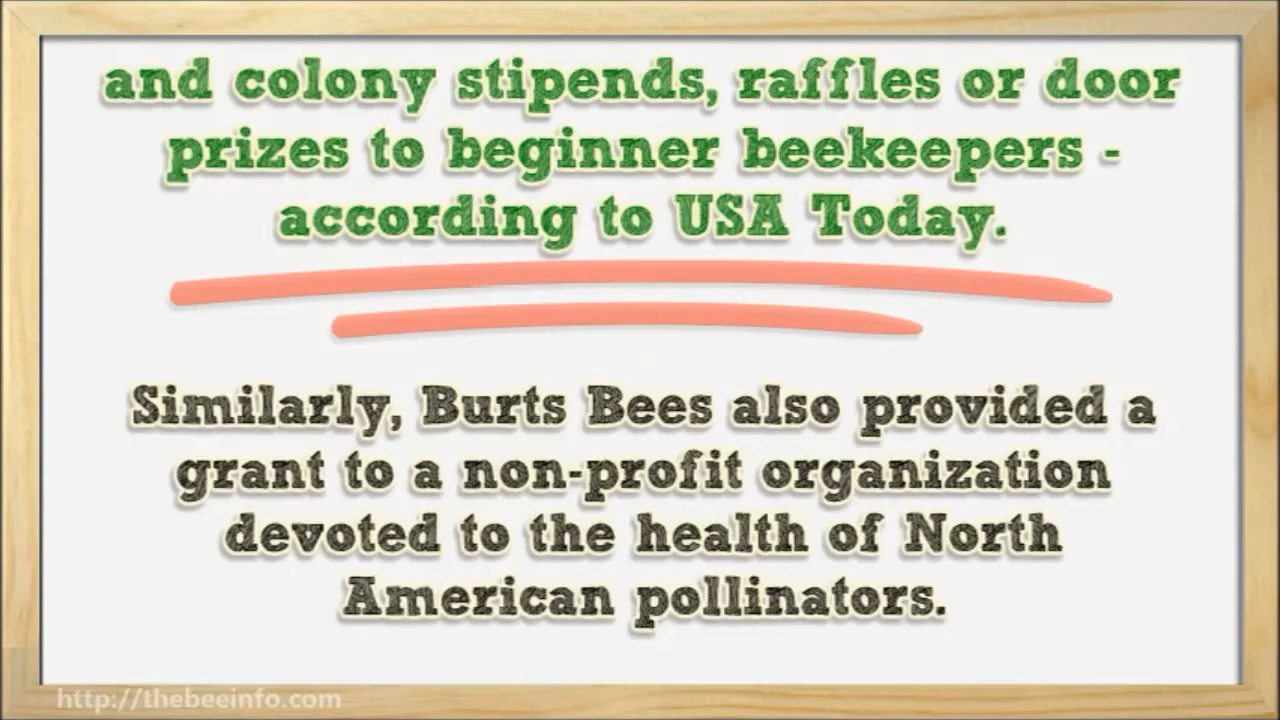 and colony stipends, raffles or door
prizes to beginner beekeepers -
according to USA Today.
Similarly, Burts Bees also provided a
grant to a non-profit organization
devoted to the health of North
American pollinators.
http://thebeeinfo.com